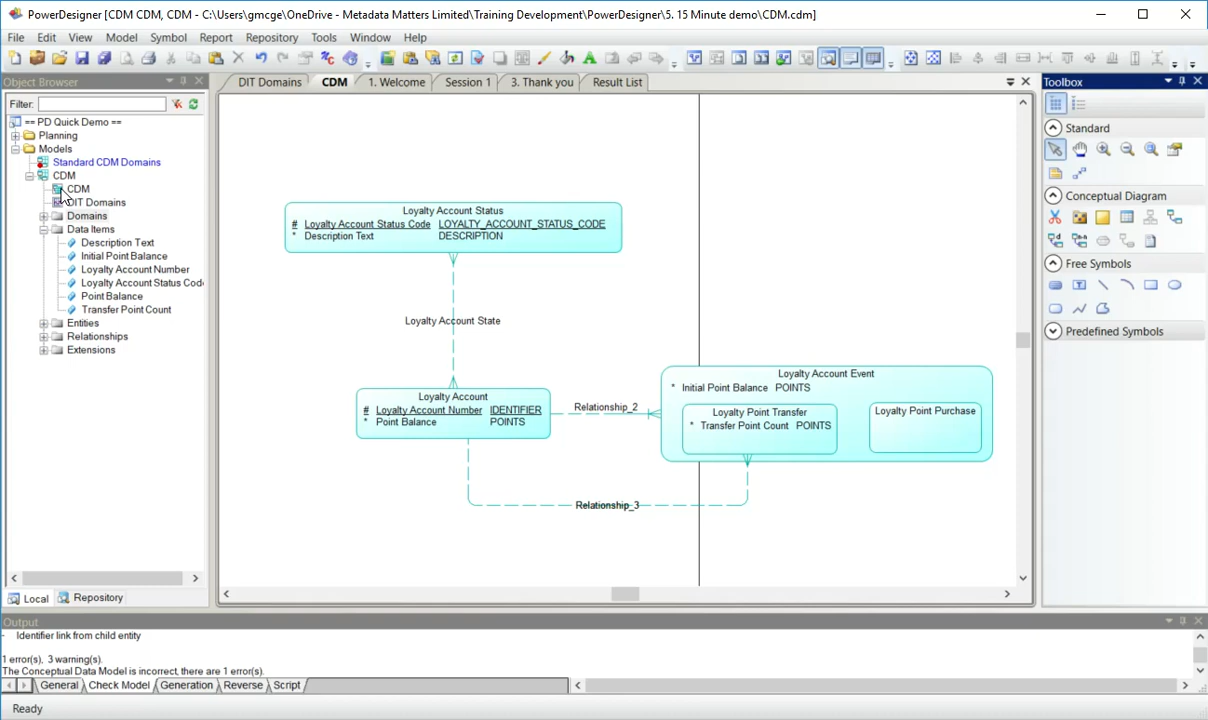 PowerDesigner [CDM CDM, CDM - C:\Users\gmcge\OneDrive - Metadata Matters Limited\Training Development\PowerDesigner\5. 15 Minute demo\CDM.cdm]
File Edit View Model Symbol Report Repository Tools Window Help
Object Browser
DIT Domains CDM 1. Welcome Session 1 3. Thank you Result List
Toolbox
Filter:
== PD Quick Demo ==
Planning
Models
Standard CDM Domains
CDM
CDM
DIT Domains
Domains
Data Items
Description Text
Initial Point Balance
Loyalty Account Number
Loyalty Account Status Code
Point Balance
Transfer Point Count
Entities
Relationships
Extensions
Local Repository
Loyalty Account Status
# Loyalty Account Status Code LOYALTY_ACCOUNT_STATUS_CODE
* Description Text DESCRIPTION
Loyalty Account State
Loyalty Account
# Loyalty Account Number IDENTIFIER
* Point Balance POINTS
Relationship_2
Loyalty Account Event
* Initial Point Balance POINTS
Loyalty Point Transfer
* Transfer Point Count POINTS
Loyalty Point Purchase
Relationship_3
Standard
Conceptual Diagram
Free Symbols
Predefined Symbols
Output
- Identifier link from child entity
1 error(s), 3 warning(s).
The Conceptual Data Model is incorrect, there are 1 error(s).
General Check Model Generation Reverse Script
Ready